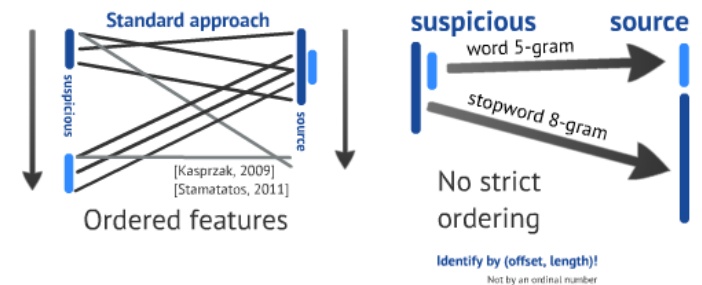 Standard approach
suspicious
source
[Kasprzak, 2009]
[Stamatatos, 2011]
Ordered features
suspicious
source
word 5-gram
stopword 8-gram
No strict
ordering
Identify by (offset, length)!
Not by an ordinal number